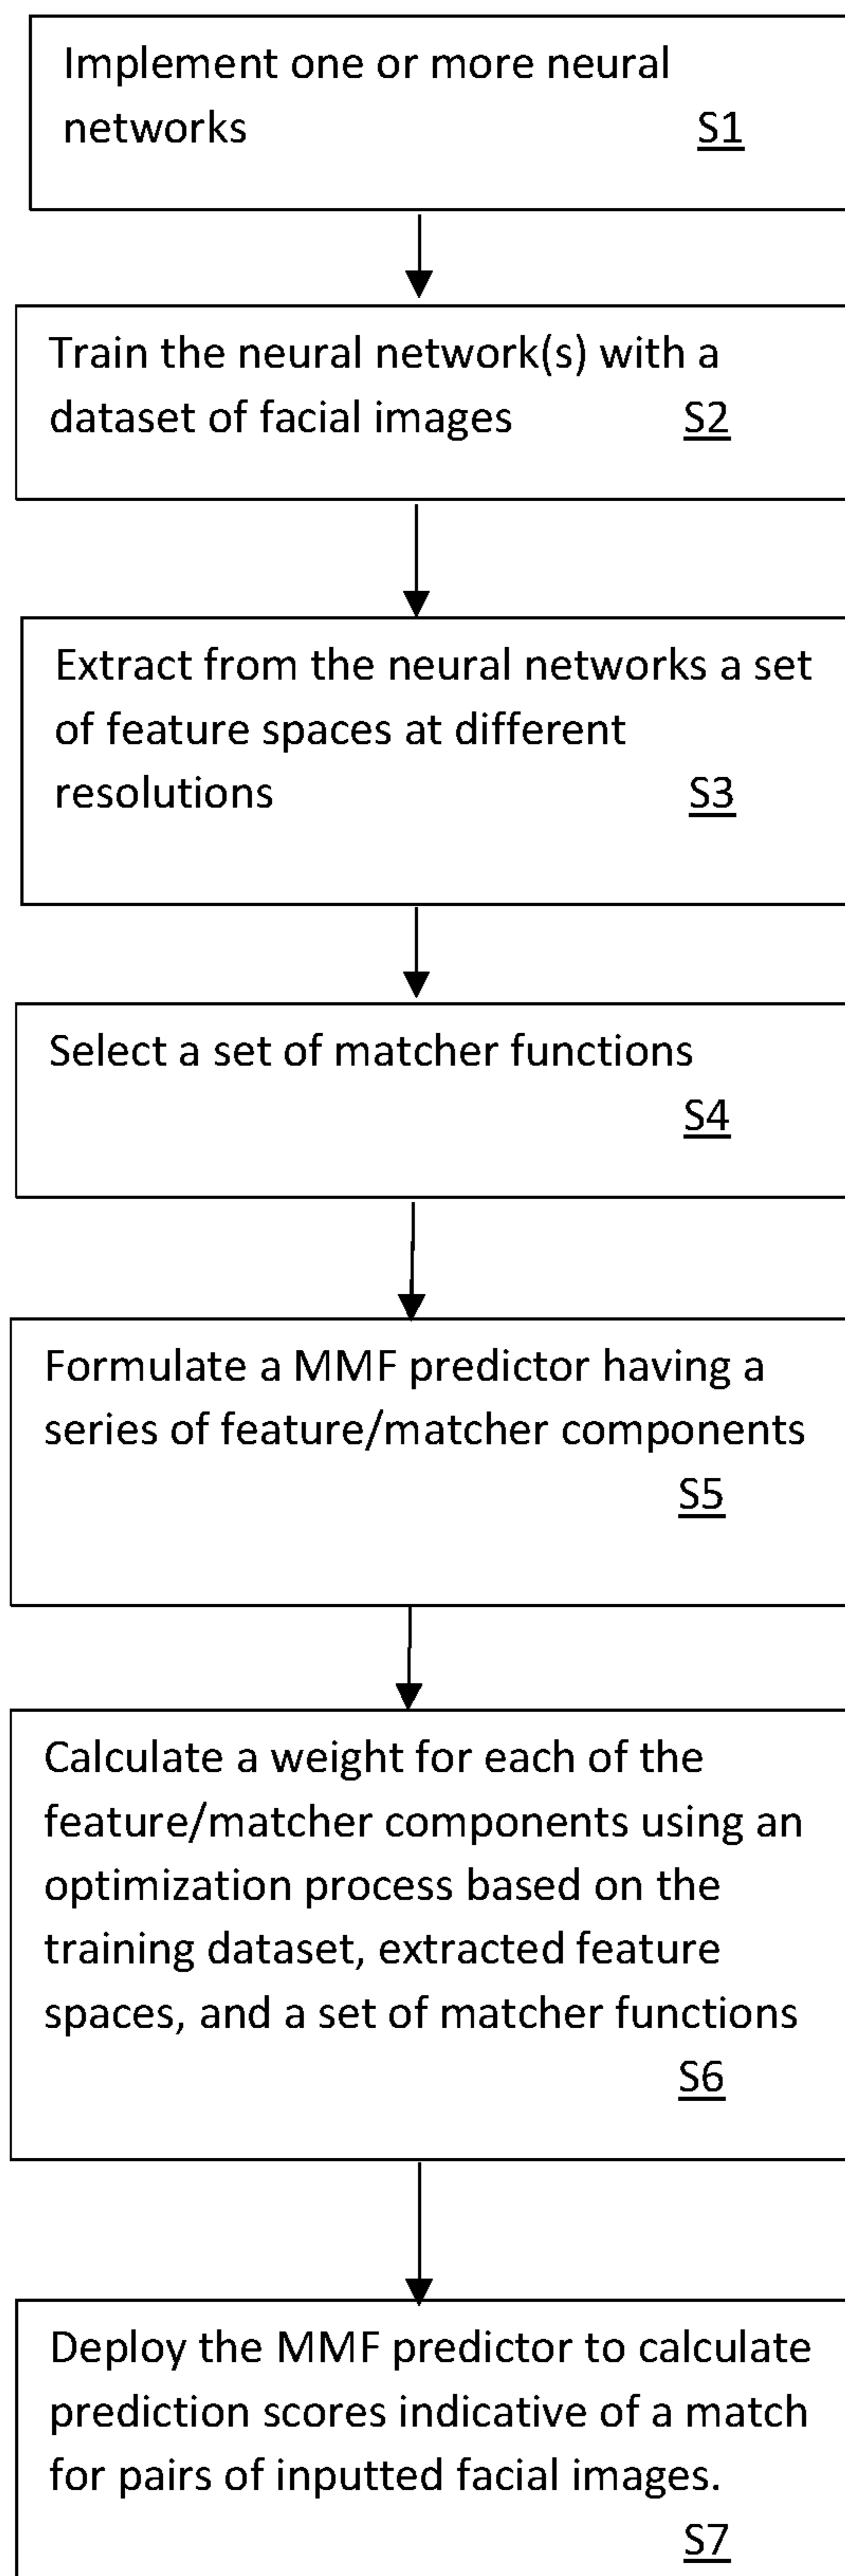 Implement one or more neural
networks S1
Train the neural network(s) with a
dataset of facial images S2
Extract from the neural networks a set
of feature spaces at different
resolutions S3
Select a set of matcher functions
S4
Formulate a MMF predictor having a
series of feature/matcher components
S5
Calculate a weight for each of the
feature/matcher components using an
optimization process based on the
training dataset, extracted feature
spaces, and a set of matcher functions
S6
Deploy the MMF predictor to calculate
prediction scores indicative of a match
for pairs of inputted facial images.
S7